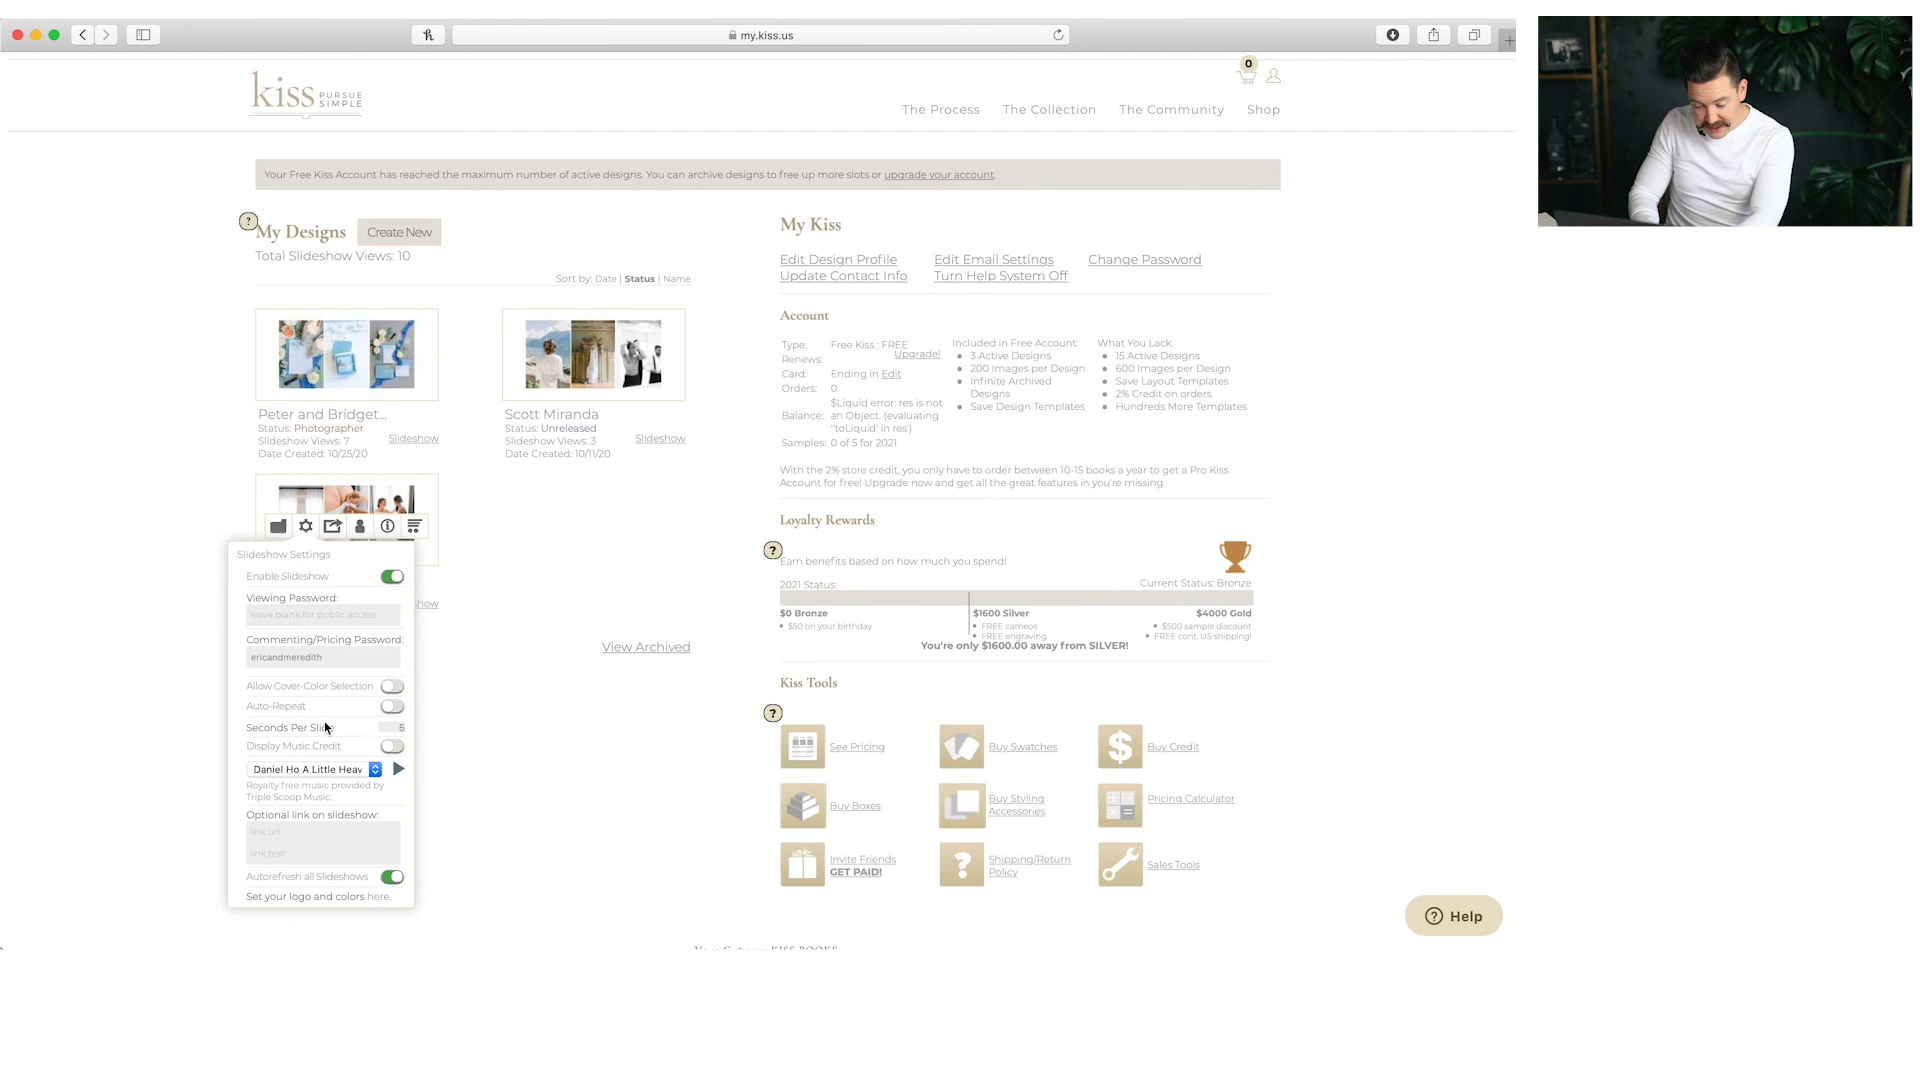 my.kiss.us
kiss PURSUE SIMPLE
0
The Process The Collection The Community Shop
Your Free Kiss Account has reached the maximum number of active designs. You can archive designs to free up more slots or upgrade your account.
?
My Designs Create New
Total Slideshow Views: 10
Sort by: Date | Status | Name
Peter and Bridget...
Status: Photographer
Slideshow Views: 7 Slideshow
Date Created: 10/25/20
Scott Miranda
Status: Unreleased
Slideshow Views: 3 Slideshow
Date Created: 10/11/20
Slideshow Settings
Enable Slideshow
Viewing Password:
leave blank for public access
Commenting/Pricing Password:
ericandmeredith
Allow Cover-Color Selection
Auto-Repeat
Seconds Per Slide 5
Display Music Credit
Daniel Ho A Little Heav
Royalty free music provided by
Triple Scoop Music.
Optional link on slideshow:
link url
link text
Autorefresh all Slideshows
Set your logo and colors here.
View Archived
My Kiss
Edit Design Profile Edit Email Settings Change Password
Update Contact Info Turn Help System Off
Account
Type: Free Kiss : FREE
Upgrade!
Renews:
Card: Ending in Edit
Orders: 0
Balance: $Liquid error: res is not
an Object. (evaluating
''toLiquid' in res')
Samples: 0 of 5 for 2021
Included in Free Account:
3 Active Designs
200 Images per Design
Infinite Archived
Designs
Save Design Templates
What You Lack:
15 Active Designs
600 Images per Design
Save Layout Templates
2% Credit on orders
Hundreds More Templates
With the 2% store credit, you only have to order between 10-15 books a year to get a Pro Kiss
Account for free! Upgrade now and get all the great features in you're missing.
Loyalty Rewards
?
Earn benefits based on how much you spend!
2021 Status: Current Status: Bronze
$0 Bronze $1600 Silver $4000 Gold
$50 on your birthday FREE cameos $500 sample discount
FREE engraving FREE cont. US shipping!
You're only $1600.00 away from SILVER!
Kiss Tools
?
See Pricing Buy Swatches Buy Credit
Buy Boxes Buy Styling
Accessories Pricing Calculator
Invite Friends
GET PAID! Shipping/Return
Policy Sales Tools
? Help